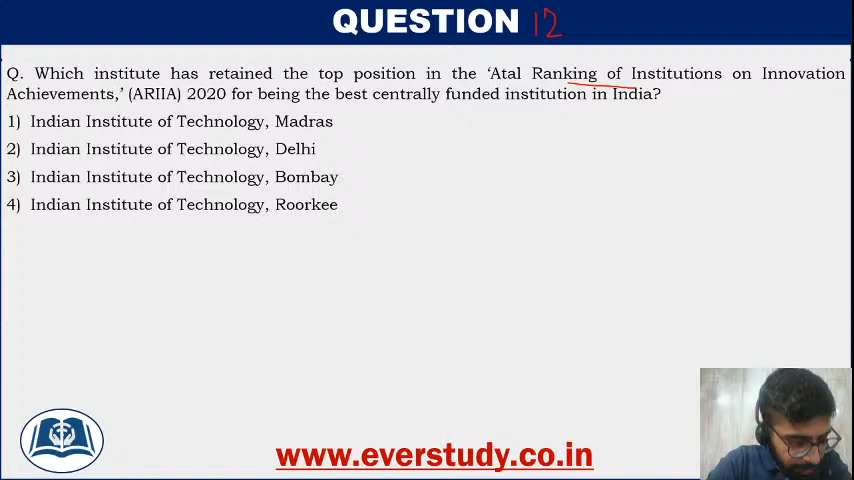 QUESTION 12
Q. Which institute has retained the top position in the ‘Atal Ranking of Institutions on Innovation
Achievements,’ (ARIIA) 2020 for being the best centrally funded institution in India?
1) Indian Institute of Technology, Madras
2) Indian Institute of Technology, Delhi
3) Indian Institute of Technology, Bombay
4) Indian Institute of Technology, Roorkee
www.everstudy.co.in